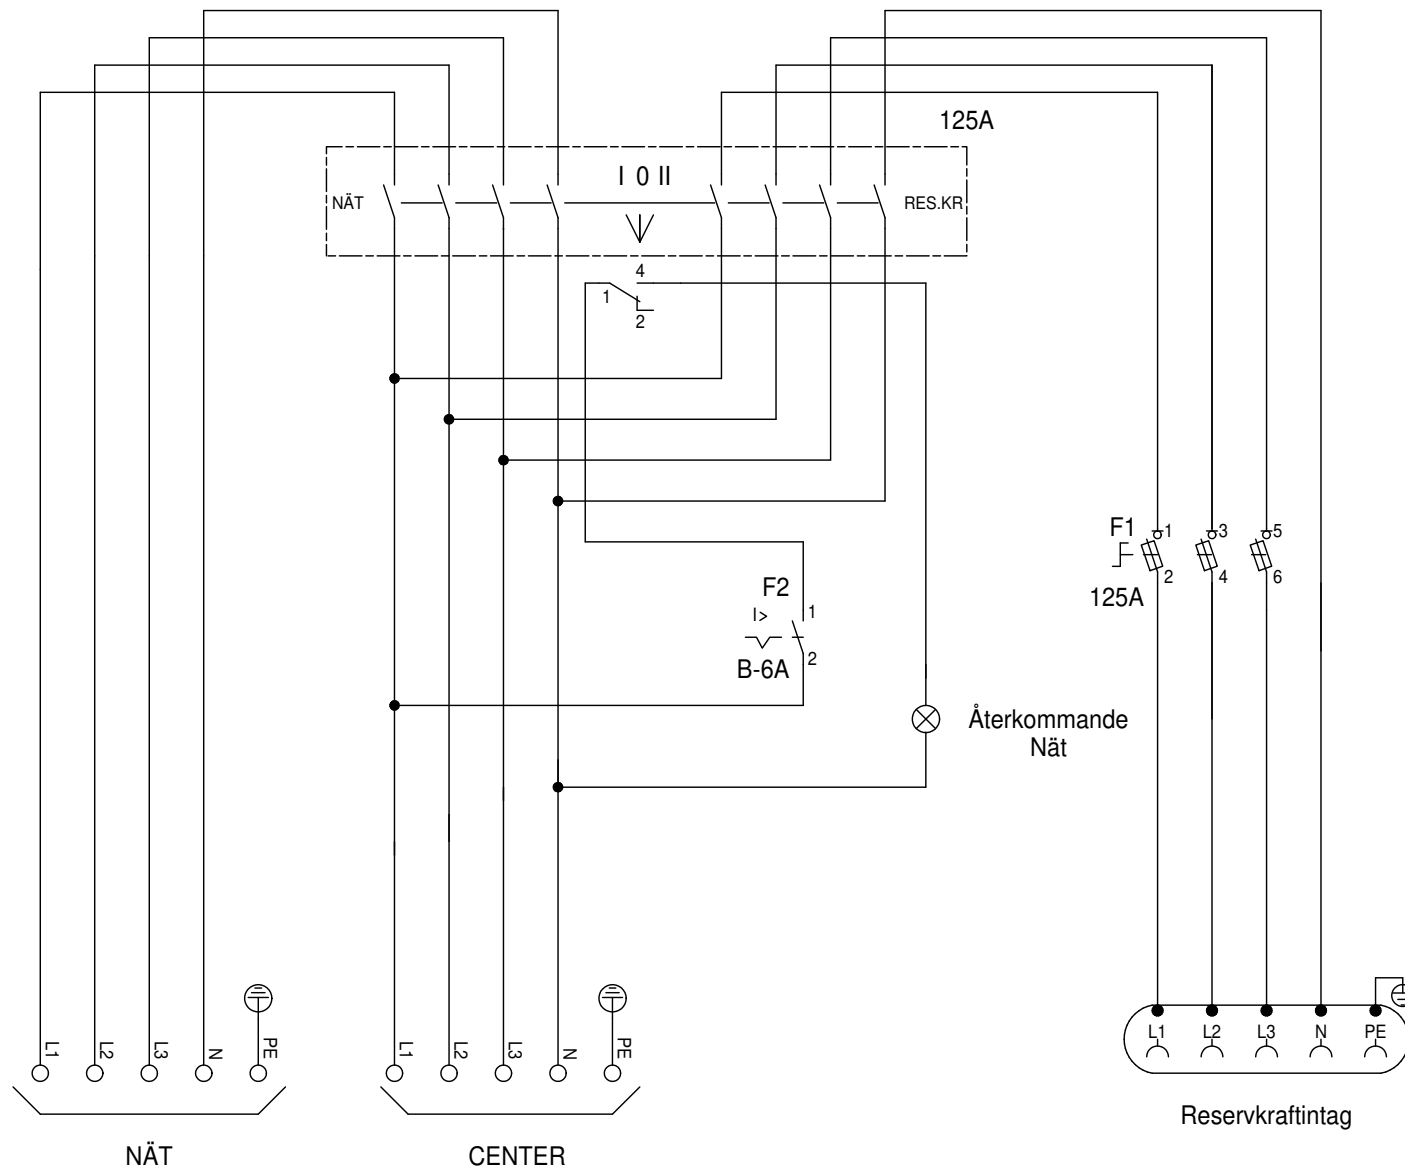 125A
I 0 II
NÄT
RES.KR
4
1
2
F1
1
3
5
2
4
6
125A
F2
I>
1
2
B-6A
Återkommande
Nät
L1
L2
L3
N
PE
L1
L2
L3
N
PE
L1
L2
L3
N
PE
Reservkraftintag
NÄT
CENTER